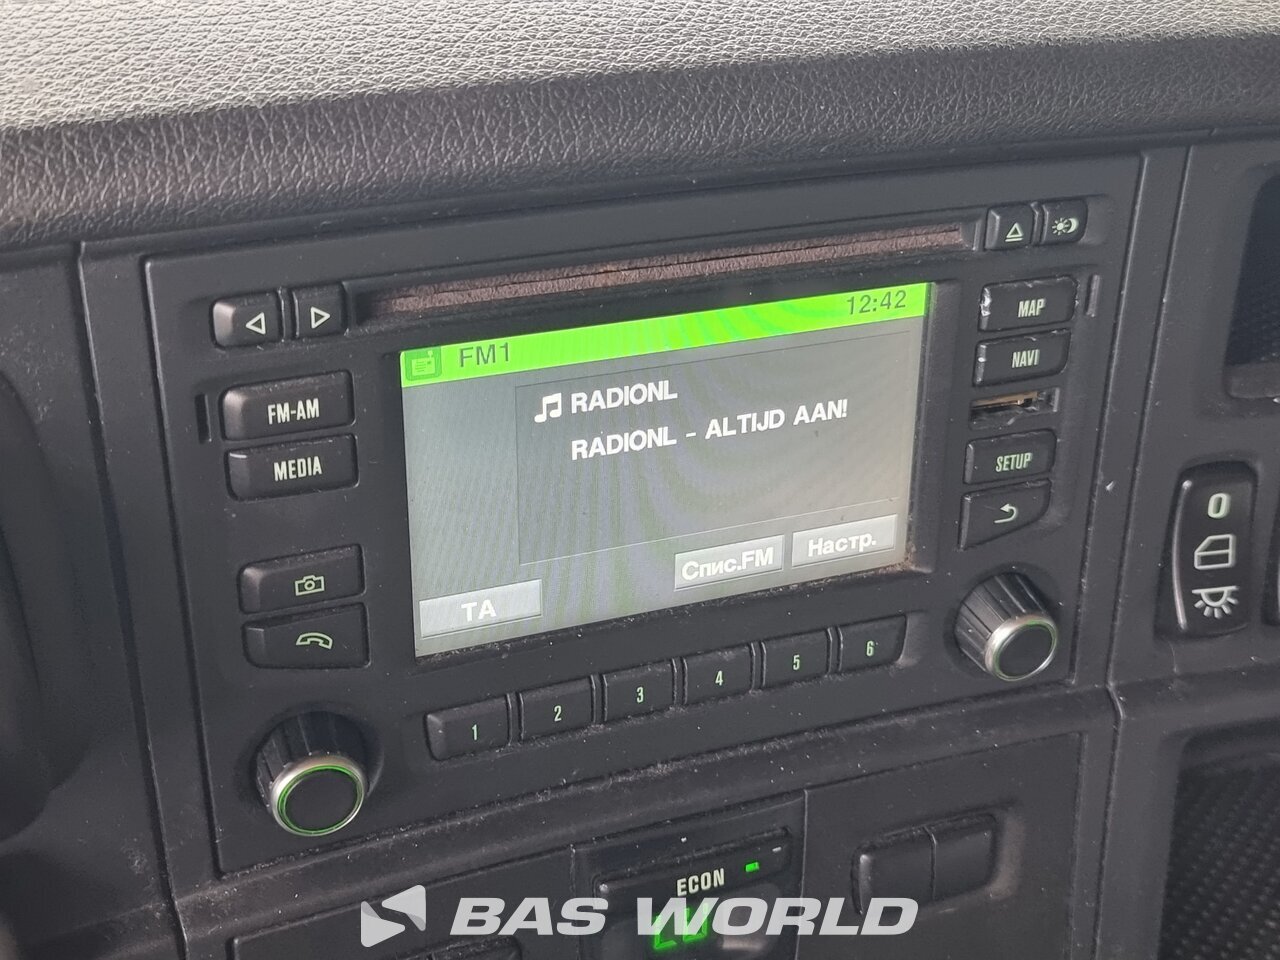 12:42
FM1
MAP
NAVI
FM-AM
MEDIA
RADIONL
RADIONL - ALTIJD AAN!
SETUP
TA
Спис.FM
Настр.
1
2
3
4
5
6
0
ECON
BAS WORLD